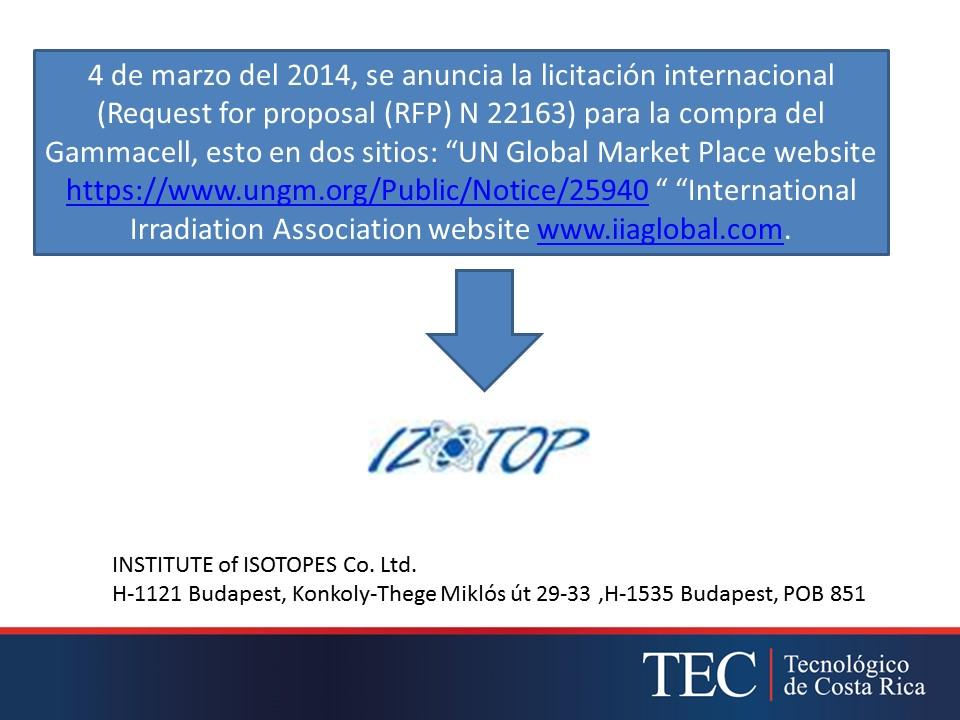 4 de marzo del 2014, se anuncia la licitación internacional
(Request for proposal (RFP) N 22163) para la compra del
Gammacell, esto en dos sitios: “UN Global Market Place website
https://www.ungm.org/Public/Notice/25940 “ “International
Irradiation Association website www.iiaglobal.com.
IZOTOP
INSTITUTE of ISOTOPES Co. Ltd.
H-1121 Budapest, Konkoly-Thege Miklós út 29-33 ,H-1535 Budapest, POB 851
TEC
Tecnológico
de Costa Rica